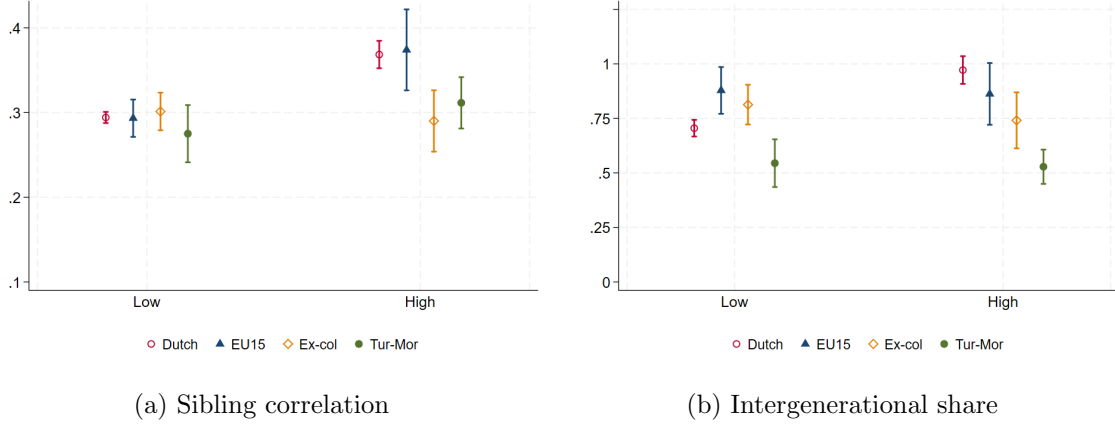 .4
.3
.2
.1
Low High
Dutch EU15 Ex-col Tur-Mor
(a) Sibling correlation
1
.75
.5
.25
0
Low High
Dutch EU15 Ex-col Tur-Mor
(b) Intergenerational share